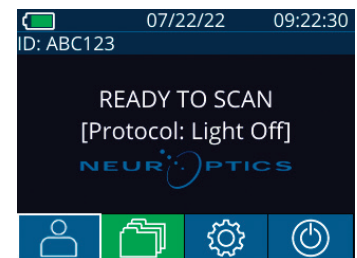 07/22/22 09:22:30
ID: ABC123
READY TO SCAN
[Protocol: Light Off]
NEUROPTICS